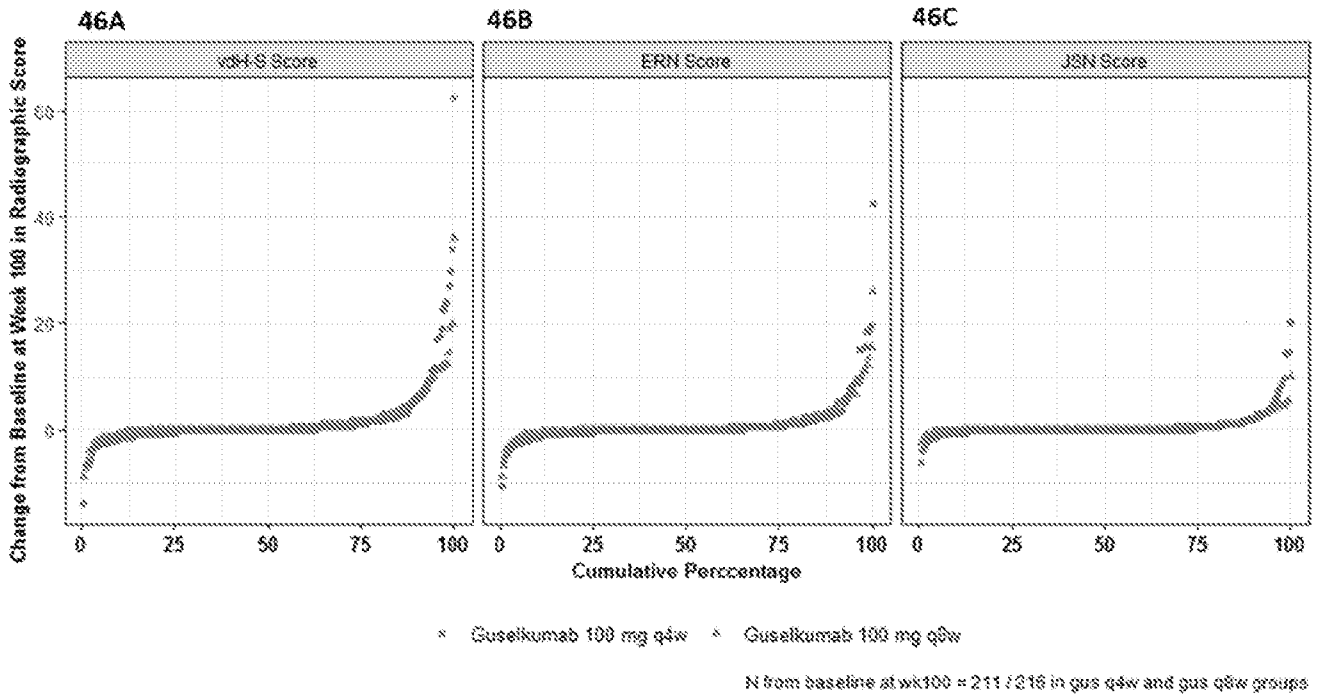 46A
46B
46C
vdH-S Score
ERN Score
JSN Score
Change from Baseline at Week 100 in Radiographic Score
60
40
20
0
0 25 50 75 100
0 25 50 75 100
0 25 50 75 100
Cumulative Perccentage
× Guselkumab 100 mg q4w
Guselkumab 100 mg q8w
N from baseline at wk100 = 211 / 216 in gus q4w and gus q8w groups